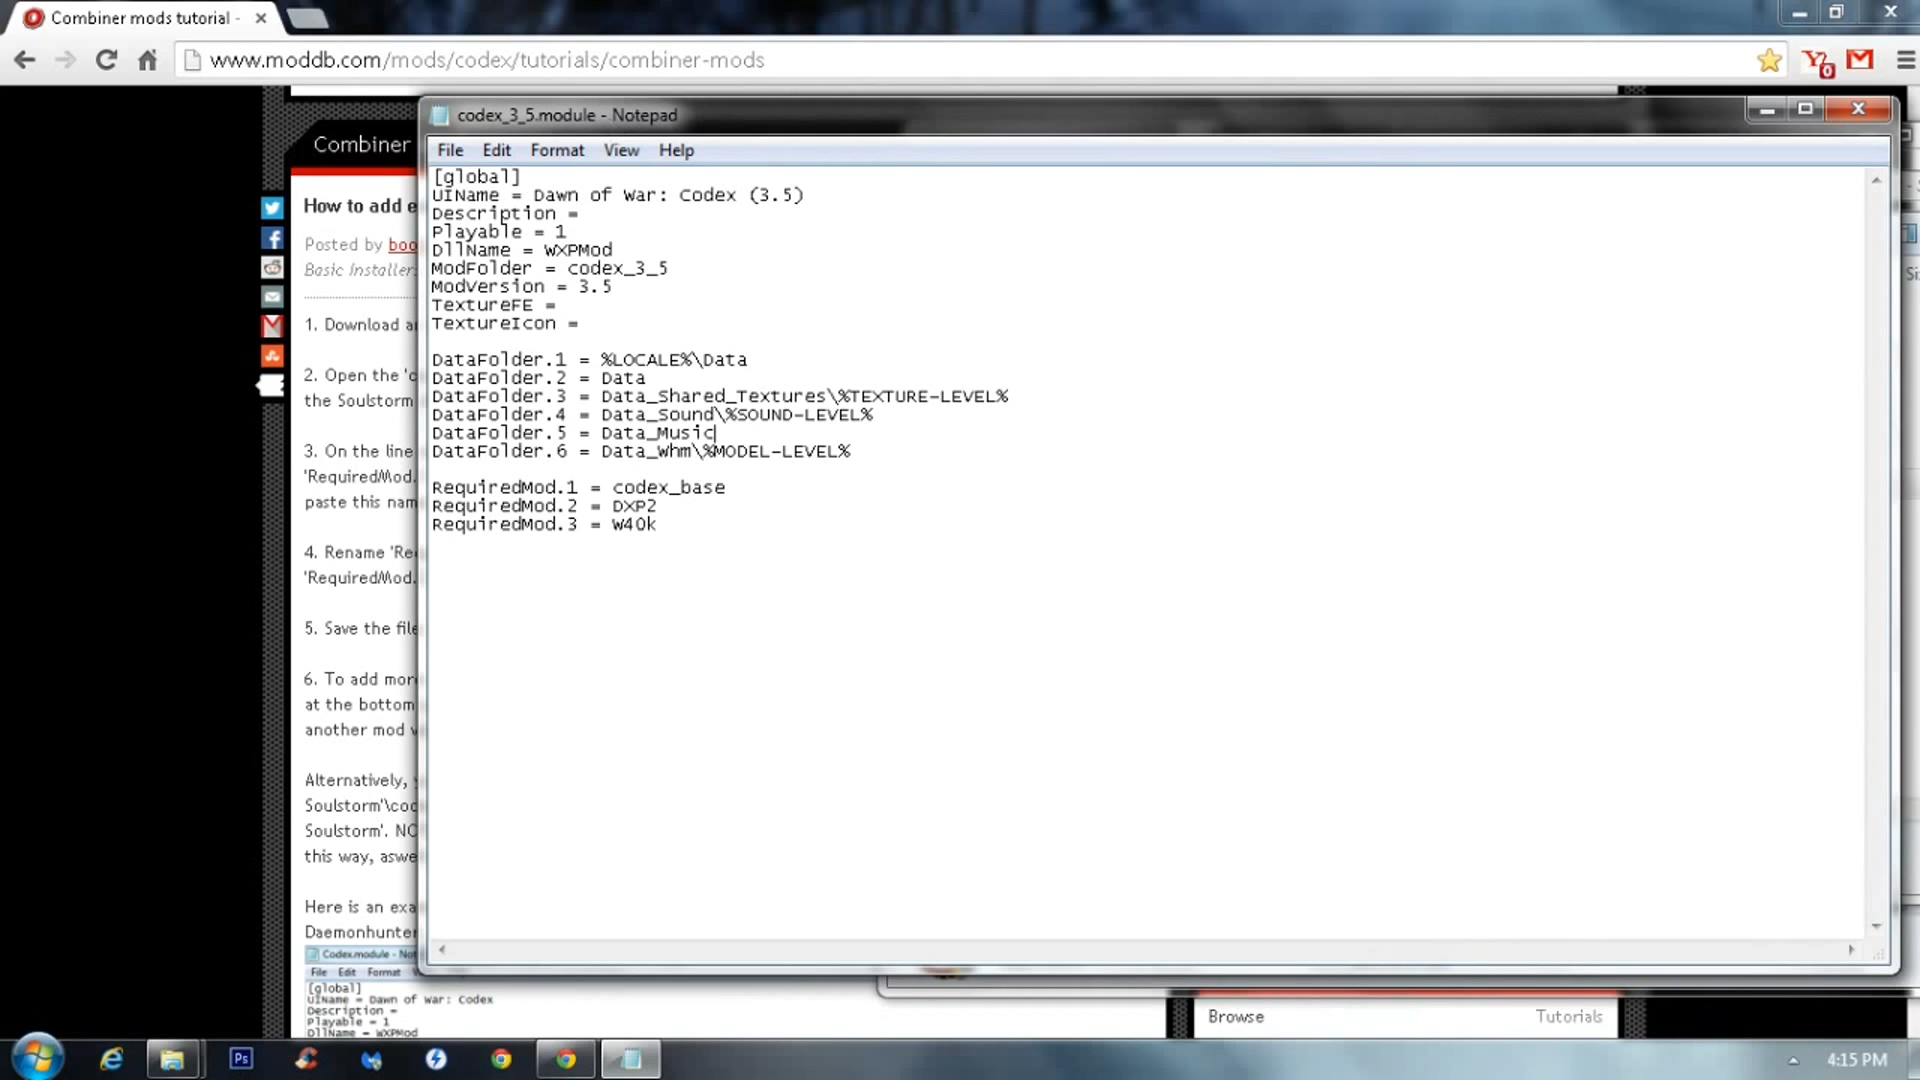 Combiner mods tutorial -
www.moddb.com/mods/codex/tutorials/combiner-mods
codex_3_5.module - Notepad
File Edit Format View Help
[global]
UIName = Dawn of War: Codex (3.5)
Description =
Playable = 1
DllName = WXPMod
ModFolder = codex_3_5
ModVersion = 3.5
TextureFE =
TextureIcon =
DataFolder.1 = %LOCALE%\Data
DataFolder.2 = Data
DataFolder.3 = Data_Shared_Textures\%TEXTURE-LEVEL%
DataFolder.4 = Data_Sound\%SOUND-LEVEL%
DataFolder.5 = Data_Music
DataFolder.6 = Data_Whm\%MODEL-LEVEL%
RequiredMod.1 = codex_base
RequiredMod.2 = DXP2
RequiredMod.3 = W40k
Combiner
How to add e
Posted by boo
Basic Installer
1. Download a
2. Open the 'c
the Soulstorm
3. On the line
'RequiredMod.
paste this nam
4. Rename 'Re
'RequiredMod.
5. Save the file
6. To add more
at the bottom
another mod v
Alternatively, y
Soulstorm'\coo
Soulstorm'. NO
this way, aswe
Here is an exa
Daemonhunter
Codex.module - Not
File Edit Format
[global]
UIName = Dawn of War: Codex
Description =
Playable = 1
DllName = WXPMod
Browse Tutorials
Ps
4:15 PM